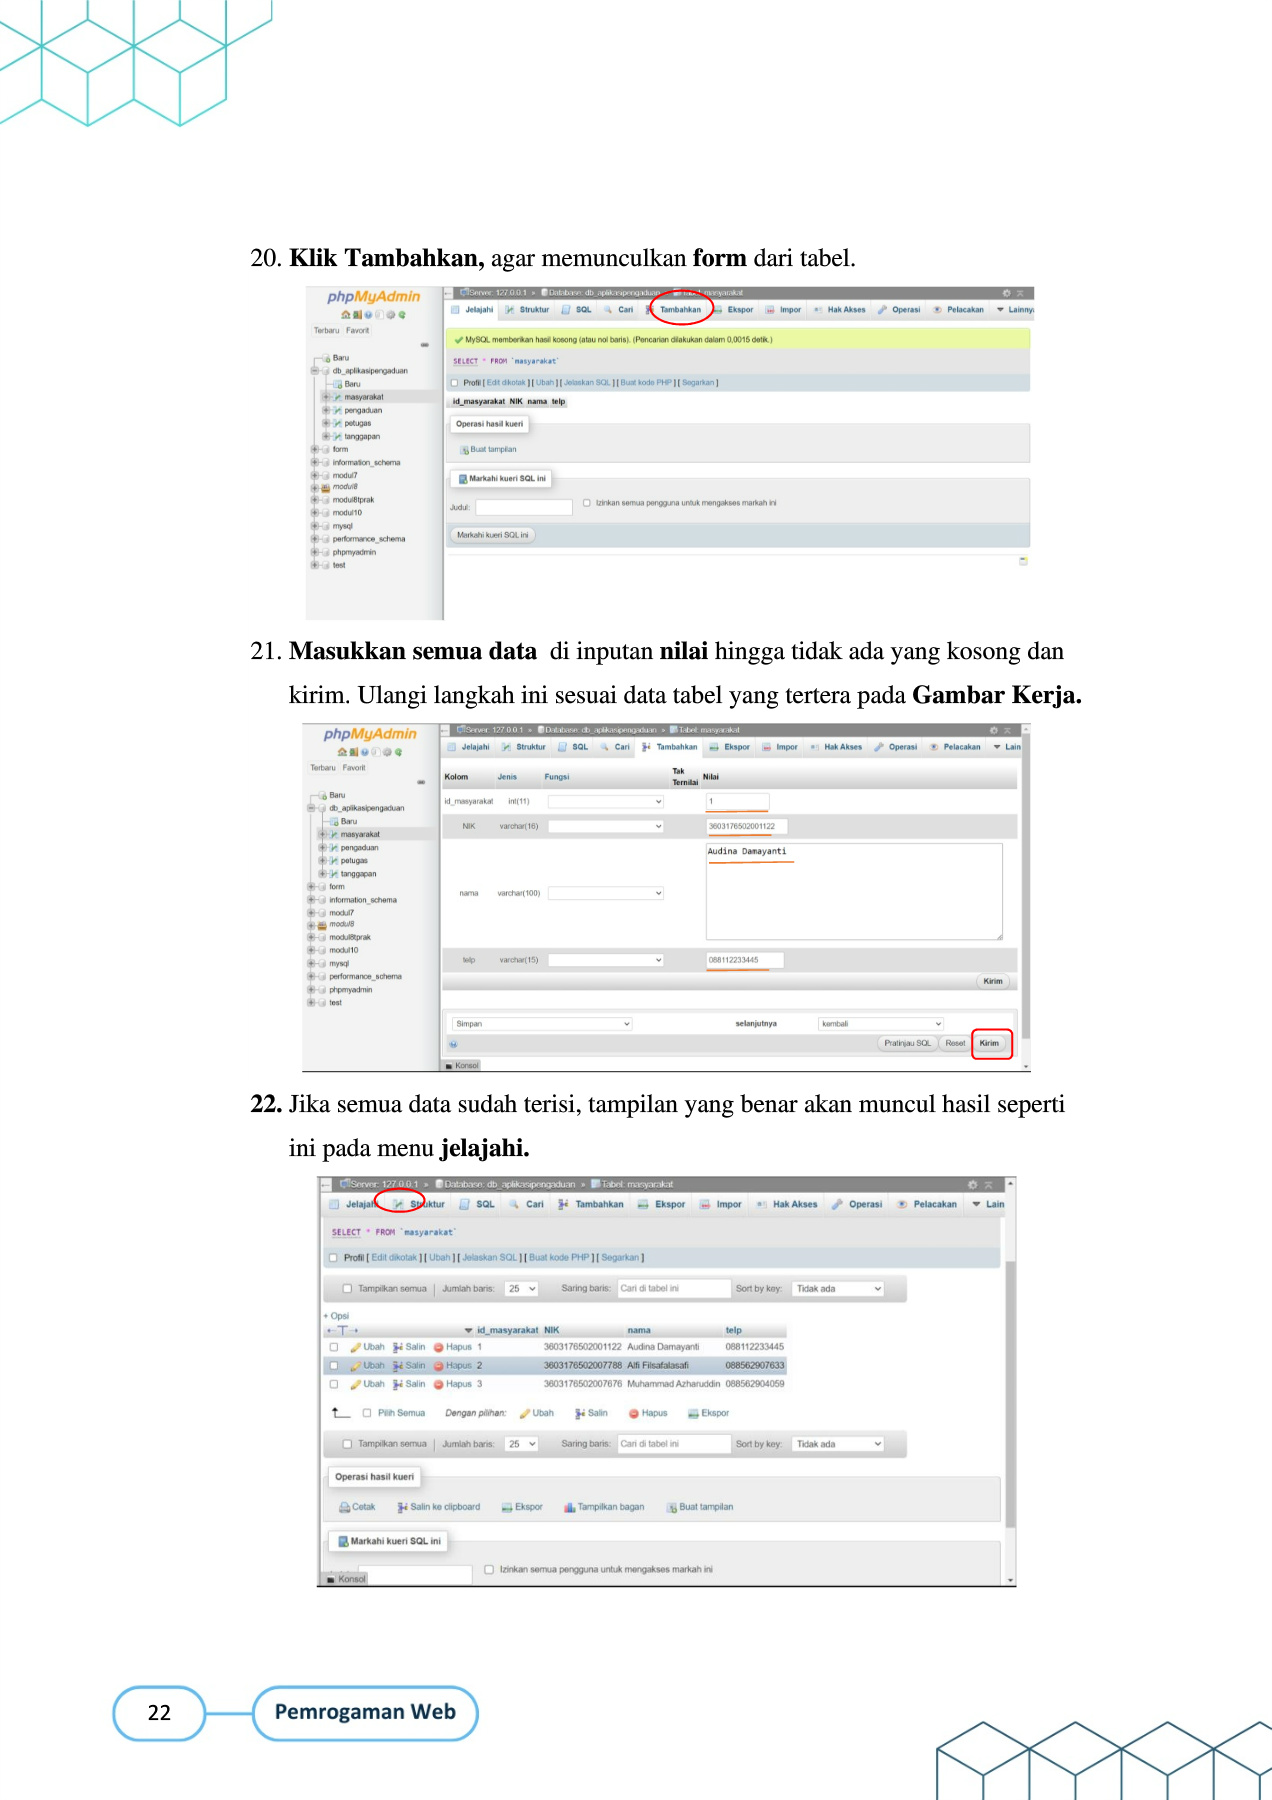 20. Klik Tambahkan, agar memunculkan form dari tabel.
phpMyAdmin
Terbaru Favorit
Baru
db_aplikasipengaduan
Baru
masyarakat
pengaduan
petugas
tanggapan
form
information_schema
modul7
modul8
modul8tprak
modul10
mysql
performance_schema
phpmyadmin
test
Server: 127.0.0.1 » Database: db_aplikasipengaduan » Tabel: masyarakat
Jelajahi Struktur SQL Cari Tambahkan Ekspor Impor Hak Akses Operasi Pelacakan Lainny
MySQL memberikan hasil kosong (atau nol baris). (Pencarian dilakukan dalam 0,0015 detik.)
SELECT * FROM `masyarakat`
Profil [ Edit dikotak ] [ Ubah ] [ Jelaskan SQL ] [ Buat kode PHP ] [ Segarkan ]
id_masyarakat NIK nama telp
Operasi hasil kueri
Buat tampilan
Markahi kueri SQL ini
Judul: Izinkan semua pengguna untuk mengakses markah ini
Markahi kueri SQL ini
21. Masukkan semua data di inputan nilai hingga tidak ada yang kosong dan
kirim. Ulangi langkah ini sesuai data tabel yang tertera pada Gambar Kerja.
phpMyAdmin
Terbaru Favorit
Baru
db_aplikasipengaduan
Baru
masyarakat
pengaduan
petugas
tanggapan
form
information_schema
modul7
modul8
modul8tprak
modul10
mysql
performance_schema
phpmyadmin
test
Server: 127.0.0.1 » Database: db_aplikasipengaduan » Tabel: masyarakat
Jelajahi Struktur SQL Cari Tambahkan Ekspor Impor Hak Akses Operasi Pelacakan Lain
Kolom Jenis Fungsi Tak Ternilai Nilai
id_masyarakat int(11) 1
NIK varchar(16) 3603176502001122
Audina Damayanti
nama varchar(100)
telp varchar(15) 088112233445
Kirim
Simpan selanjutnya kembali
Pratinjau SQL Reset Kirim
Konsol
22. Jika semua data sudah terisi, tampilan yang benar akan muncul hasil seperti
ini pada menu jelajahi.
Server: 127.0.0.1 » Database: db_aplikasipengaduan » Tabel: masyarakat
Jelajahi Struktur SQL Cari Tambahkan Ekspor Impor Hak Akses Operasi Pelacakan Lain
SELECT * FROM `masyarakat`
Profil [ Edit dikotak ] [ Ubah ] [ Jelaskan SQL ] [ Buat kode PHP ] [ Segarkan ]
Tampilkan semua | Jumlah baris: 25 Saring baris: Cari di tabel ini Sort by key: Tidak ada
+ Opsi
id_masyarakat NIK nama telp
Ubah Salin Hapus 1 3603176502001122 Audina Damayanti 088112233445
Ubah Salin Hapus 2 3603176502007788 Alfi Filsafalasafi 088562907633
Ubah Salin Hapus 3 3603176502007676 Muhammad Azharuddin 088562904059
Pilih Semua Dengan pilihan: Ubah Salin Hapus Ekspor
Tampilkan semua | Jumlah baris: 25 Saring baris: Cari di tabel ini Sort by key: Tidak ada
Operasi hasil kueri
Cetak Salin ke clipboard Ekspor Tampilkan bagan Buat tampilan
Markahi kueri SQL ini
Izinkan semua pengguna untuk mengakses markah ini
Konsol
22 Pemrogaman Web